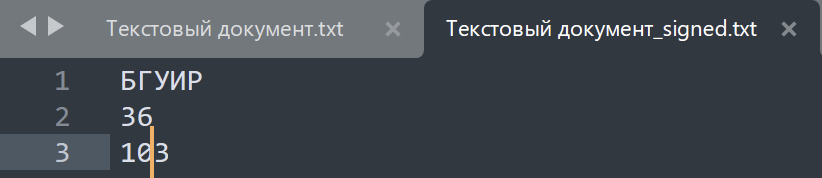 Текстовый документ.txt
Текстовый документ_signed.txt
1 БГУИР
2 36
3 103